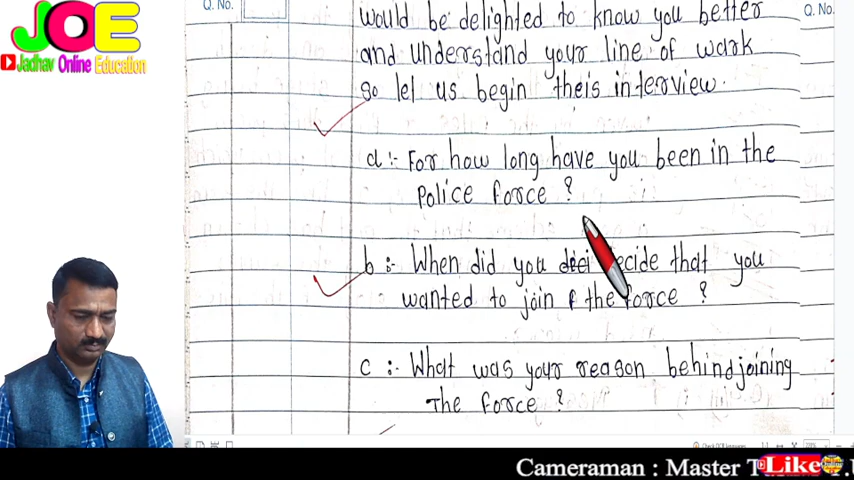 JOE
Jadhav Online Education
Q. No.
Q. No.
would be delighted to know you better
and understand your line of work
so let us begin theis interview.
a:- For how long have you been in the
police force ?
b:- When did you decide that you
wanted to join the force ?
c:- What was your reason behind joining
The force ?
Cameraman : Master
Like